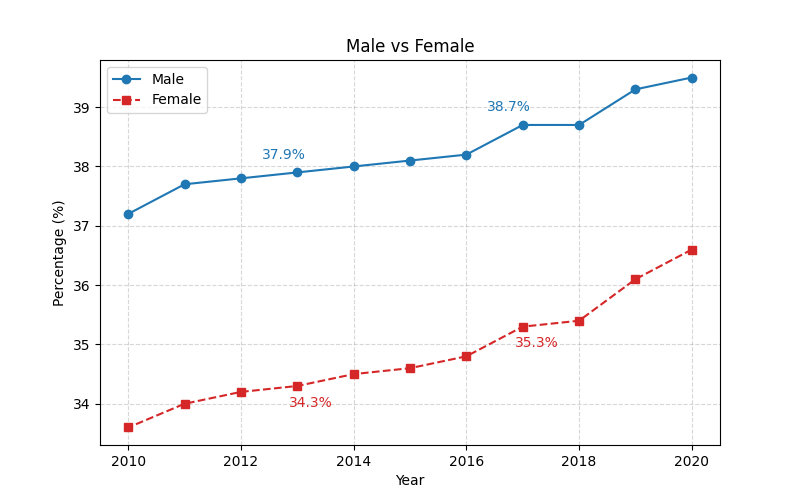 Male vs Female
Male
Female
39
38
37
36
35
34
Percentage (%)
37.9%
38.7%
34.3%
35.3%
2010 2012 2014 2016 2018 2020
Year